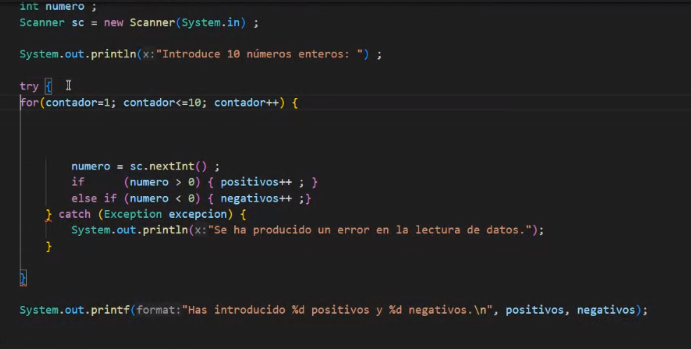 int numero ;
Scanner sc = new Scanner(System.in) ;
System.out.println(x:"Introduce 10 números enteros: ") ;
try {
for(contador=1; contador<=10; contador++) {
numero = sc.nextInt() ;
if (numero > 0) { positivos++ ; }
else if (numero < 0) { negativos++ ;}
} catch (Exception excepcion) {
System.out.println(x:"Se ha producido un error en la lectura de datos.");
}
}
System.out.printf(format:"Has introducido %d positivos y %d negativos.\n", positivos, negativos);